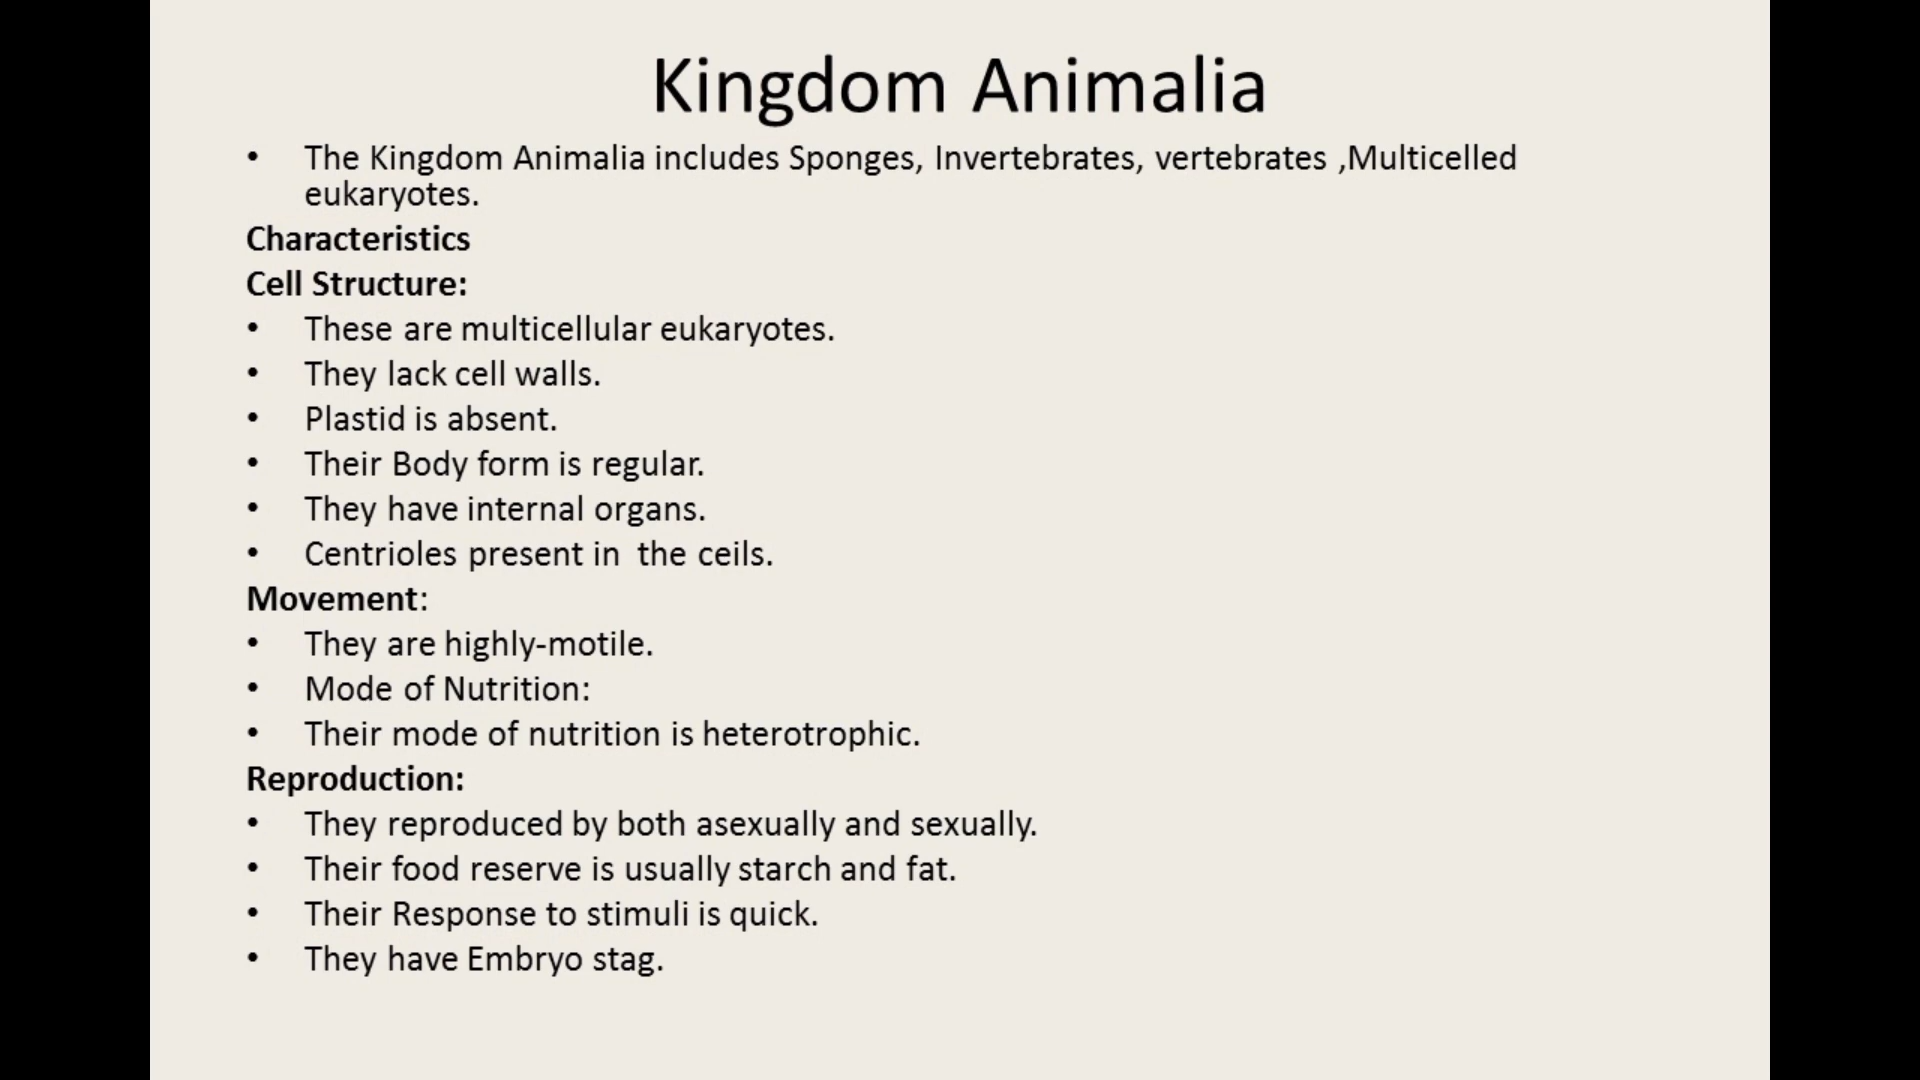 Kingdom Animalia
• The Kingdom Animalia includes Sponges, Invertebrates, vertebrates ,Multicelled
eukaryotes.
Characteristics
Cell Structure:
• These are multicellular eukaryotes.
• They lack cell walls.
• Plastid is absent.
• Their Body form is regular.
• They have internal organs.
• Centrioles present in the ceils.
Movement:
• They are highly-motile.
• Mode of Nutrition:
• Their mode of nutrition is heterotrophic.
Reproduction:
• They reproduced by both asexually and sexually.
• Their food reserve is usually starch and fat.
• Their Response to stimuli is quick.
• They have Embryo stag.